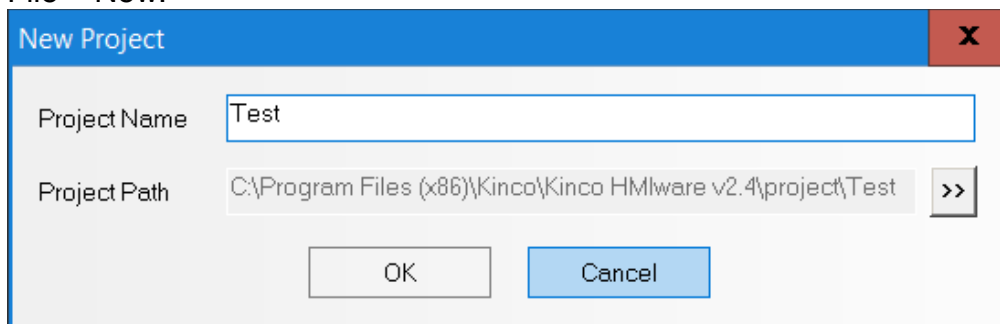 New Project
X
Project Name Test
Project Path C:\Program Files (x86)\Kinco\Kinco HMIware v2.4\project\Test >>
OK Cancel